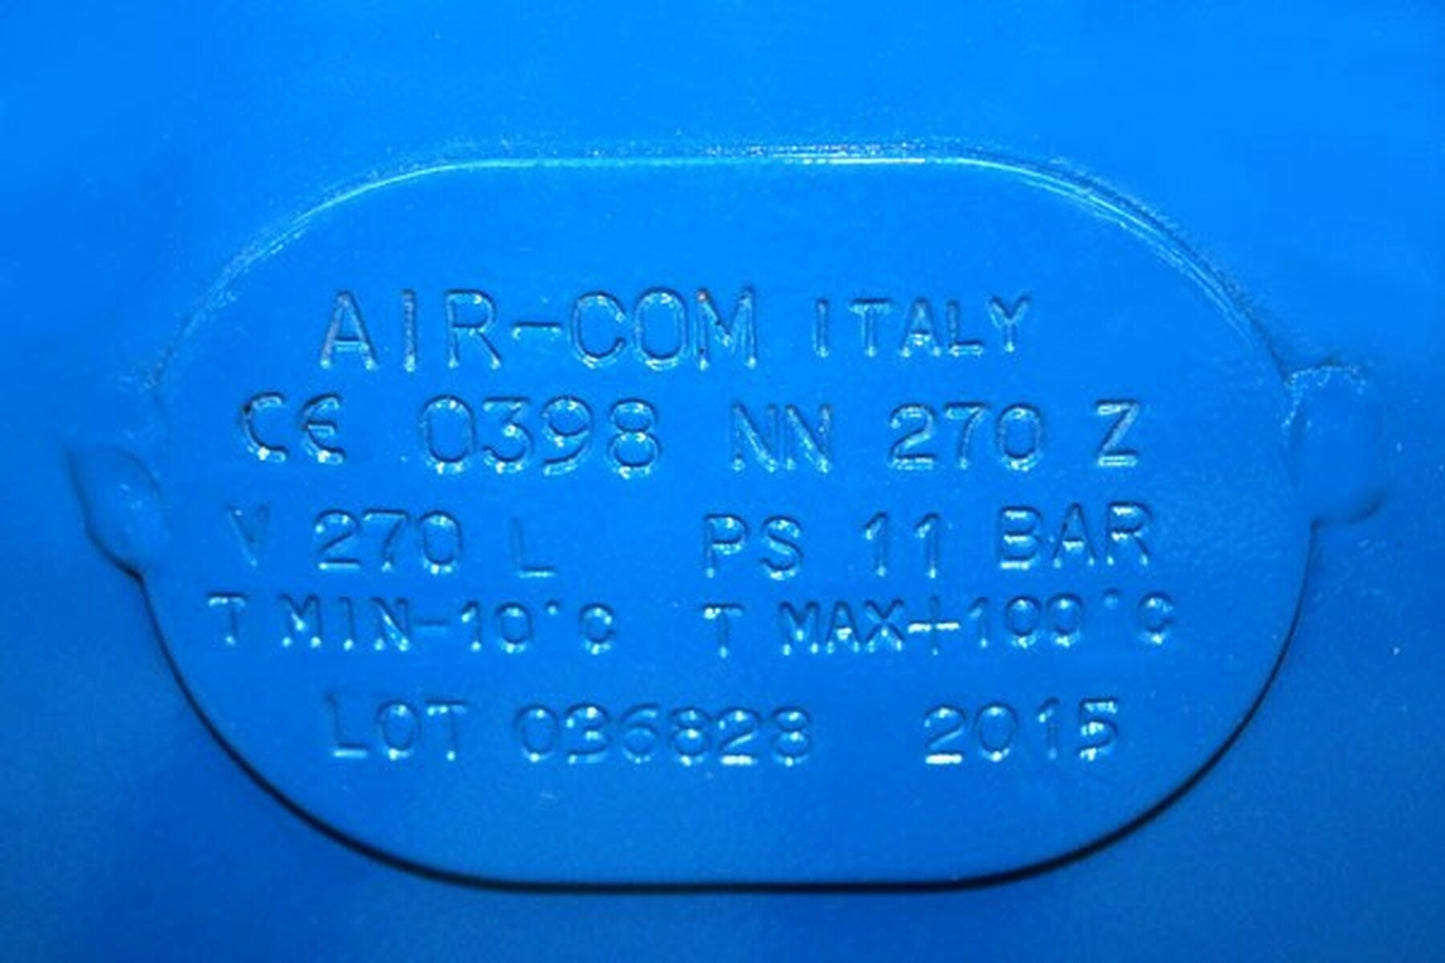 AIR-COM ITALY
CE 0398 NN 270 Z
V 270 L PS 11 BAR
T MIN-10°C T MAX+100°C
LOT 036828 2015